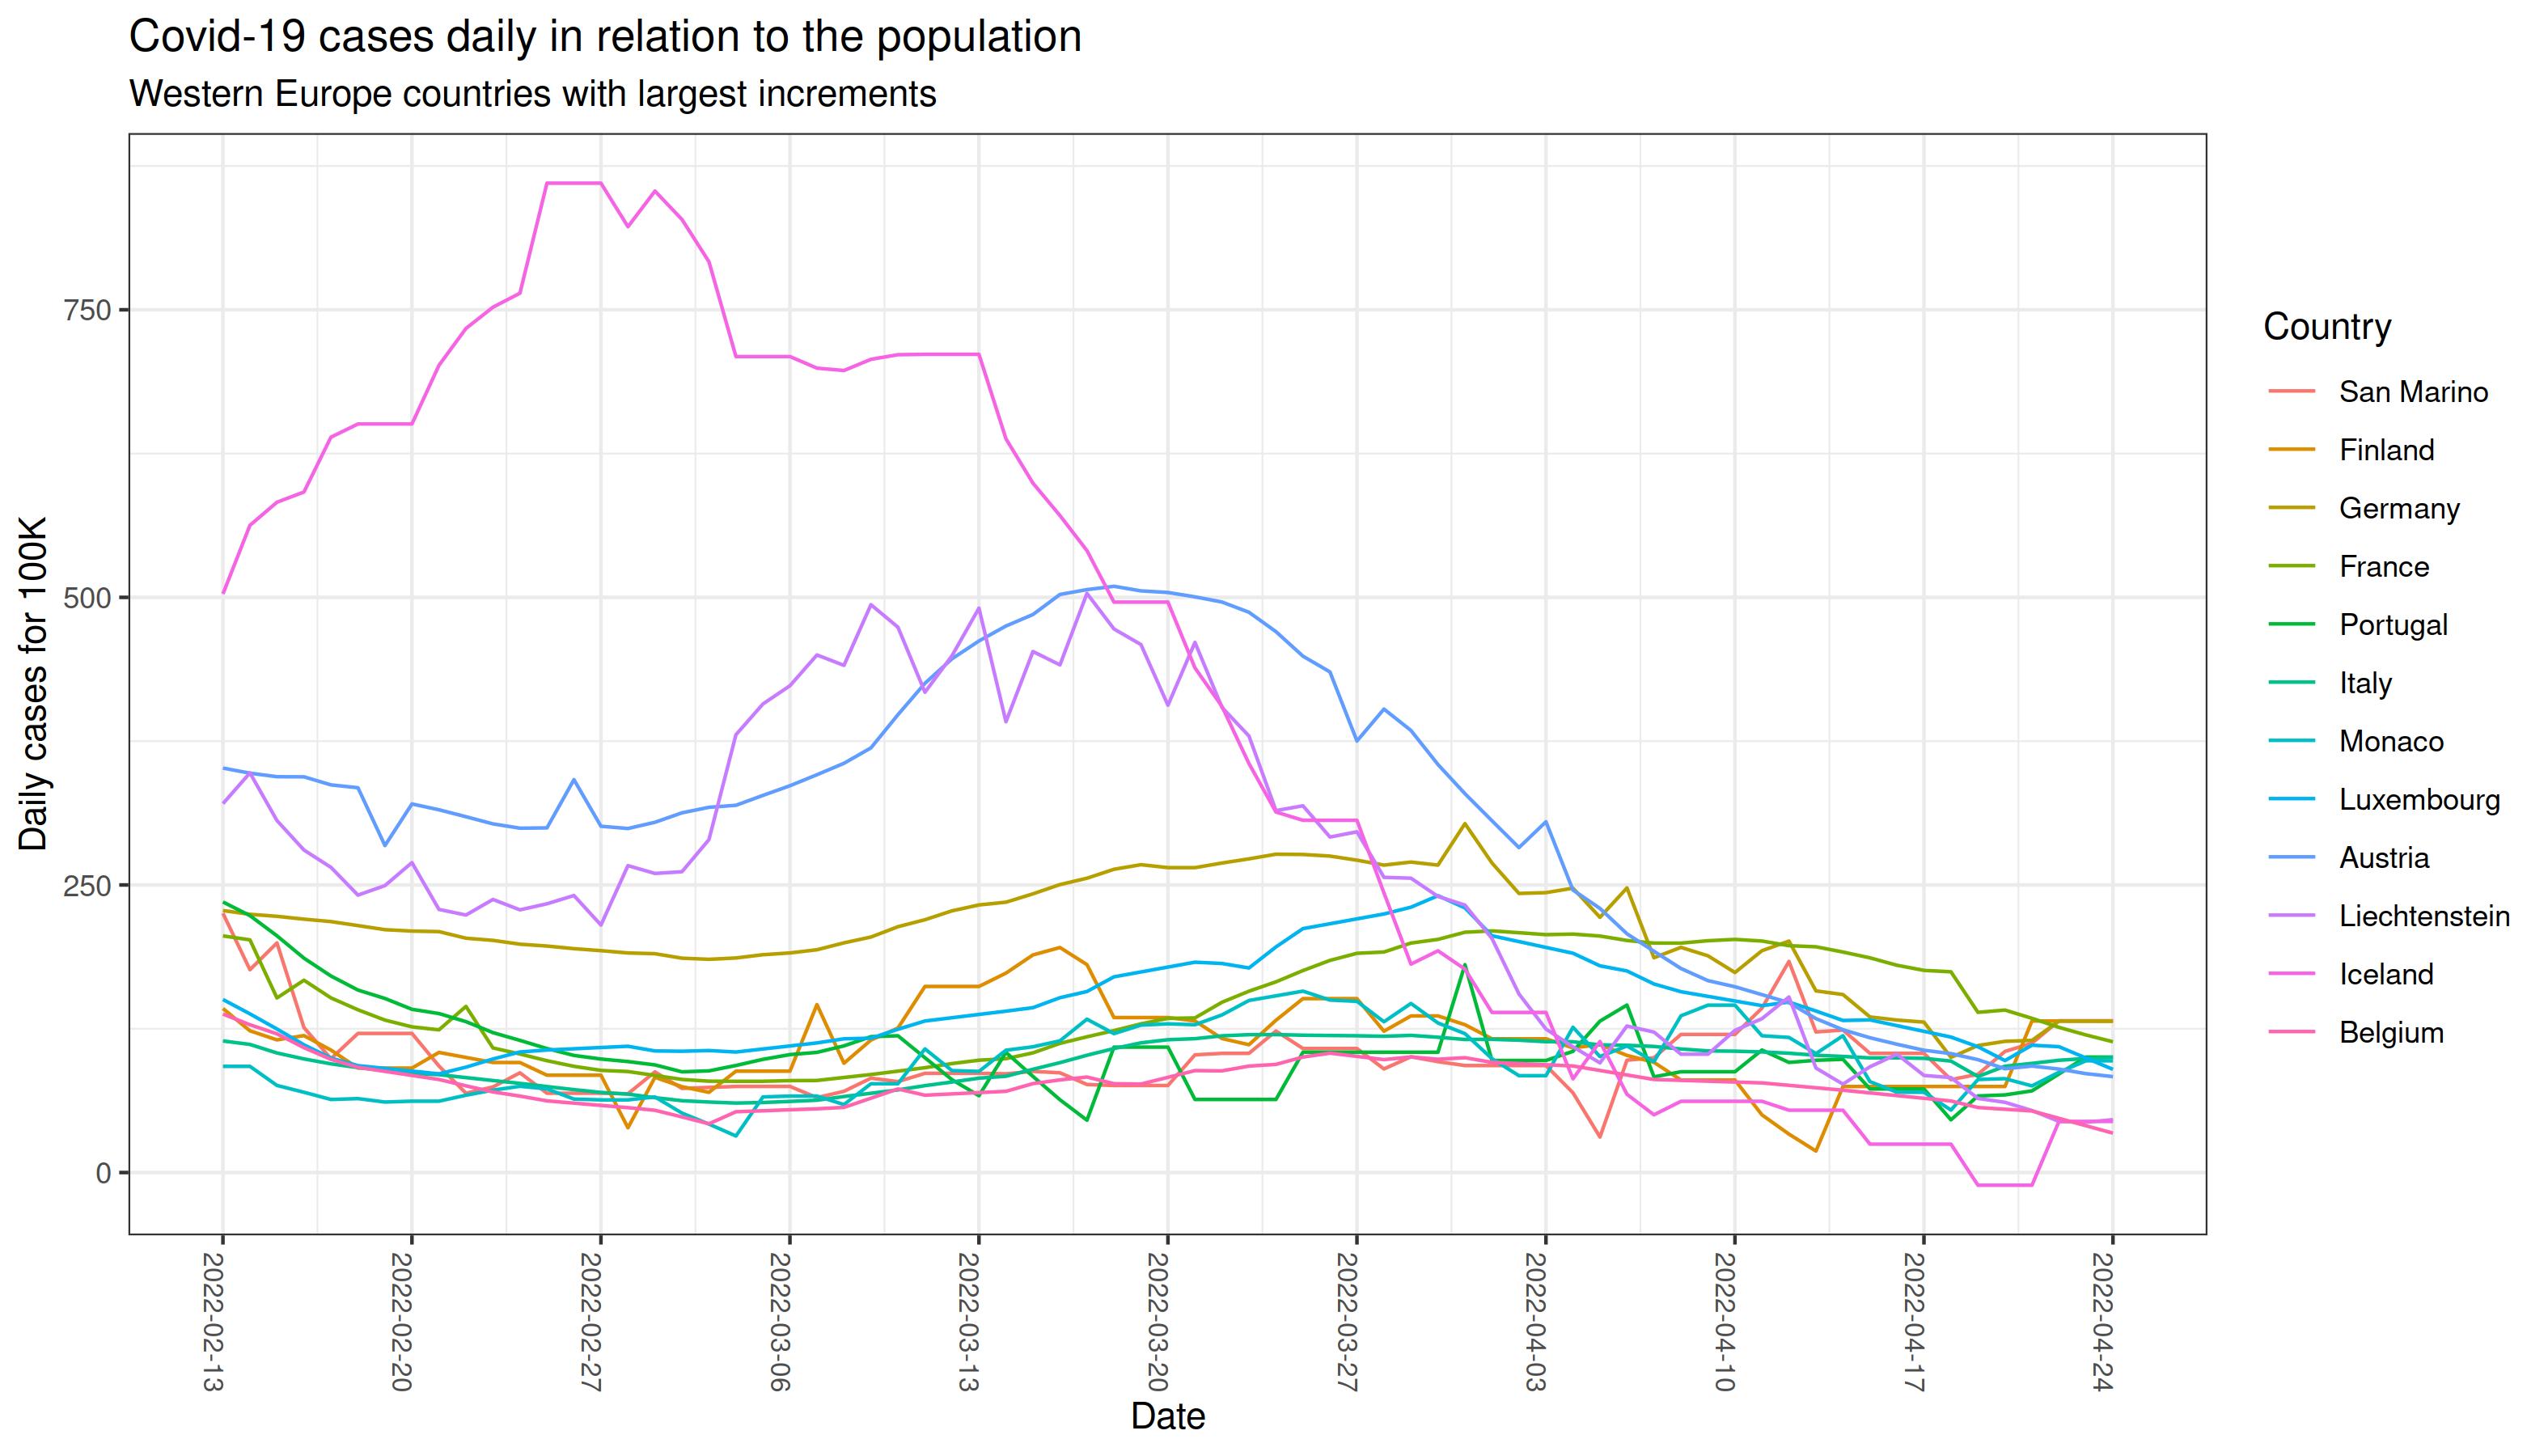 Covid-19 cases daily in relation to the population
Western Europe countries with largest increments
Daily cases for 100K
750
500
250
0
2022-02-13
2022-02-20
2022-02-27
2022-03-06
2022-03-13
2022-03-20
2022-03-27
2022-04-03
2022-04-10
2022-04-17
2022-04-24
Date
Country
San Marino
Finland
Germany
France
Portugal
Italy
Monaco
Luxembourg
Austria
Liechtenstein
Iceland
Belgium